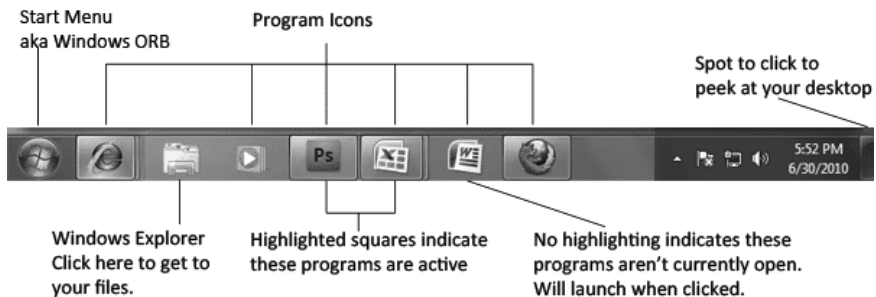 Start Menu
aka Windows ORB
Program Icons
Spot to click to
peek at your desktop
Ps
5:52 PM
6/30/2010
Windows Explorer
Click here to get to
your files.
Highlighted squares indicate
these programs are active
No highlighting indicates these
programs aren't currently open.
Will launch when clicked.